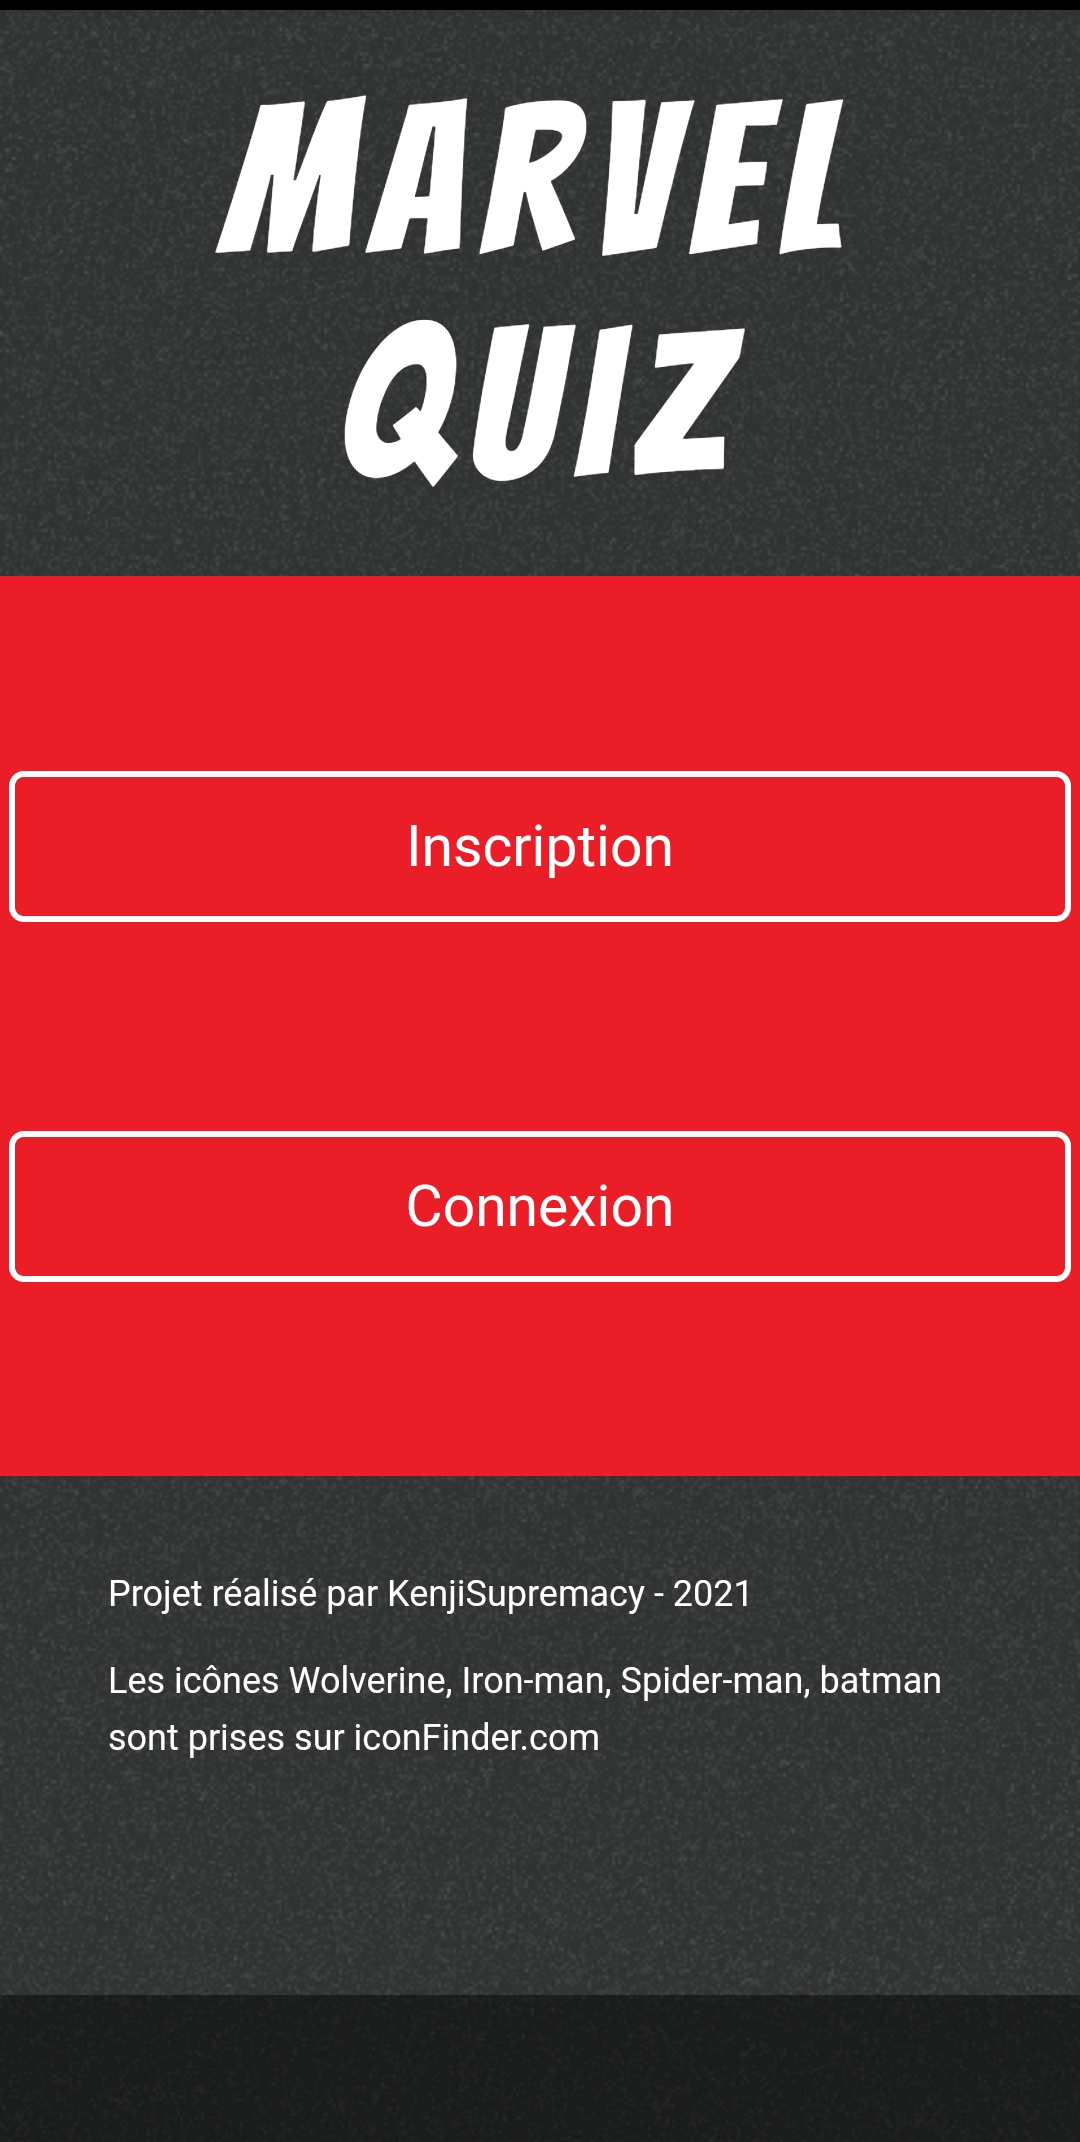 MARVEL
QUIZ
Inscription
Connexion
Projet réalisé par KenjiSupremacy - 2021
Les icônes Wolverine, Iron-man, Spider-man, batman
sont prises sur iconFinder.com